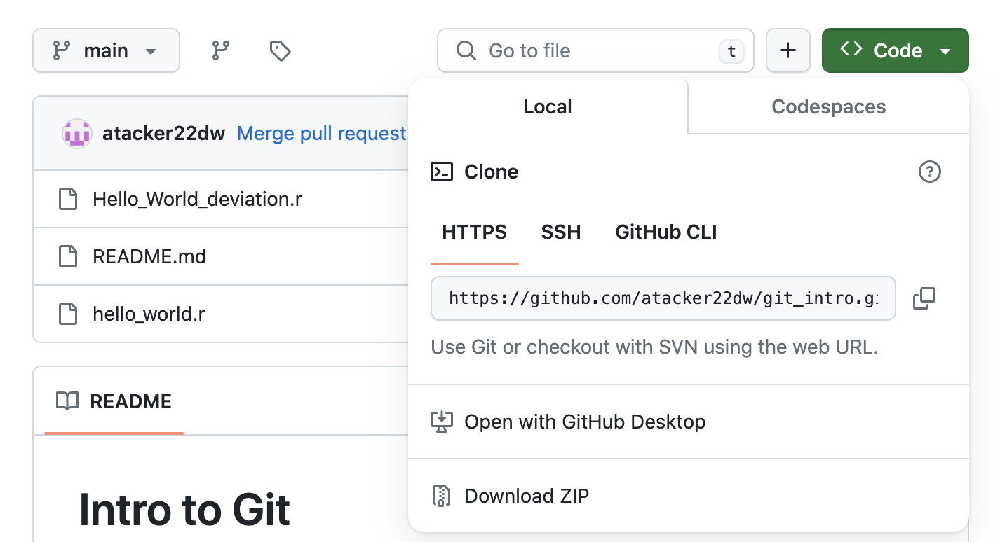 main
Go to file
t
Code
Local
Codespaces
atacker22dw Merge pull request
Clone
Hello_World_deviation.r
HTTPS SSH GitHub CLI
README.md
https://github.com/atacker22dw/git_intro.gi
hello_world.r
Use Git or checkout with SVN using the web URL.
README
Open with GitHub Desktop
Download ZIP
Intro to Git